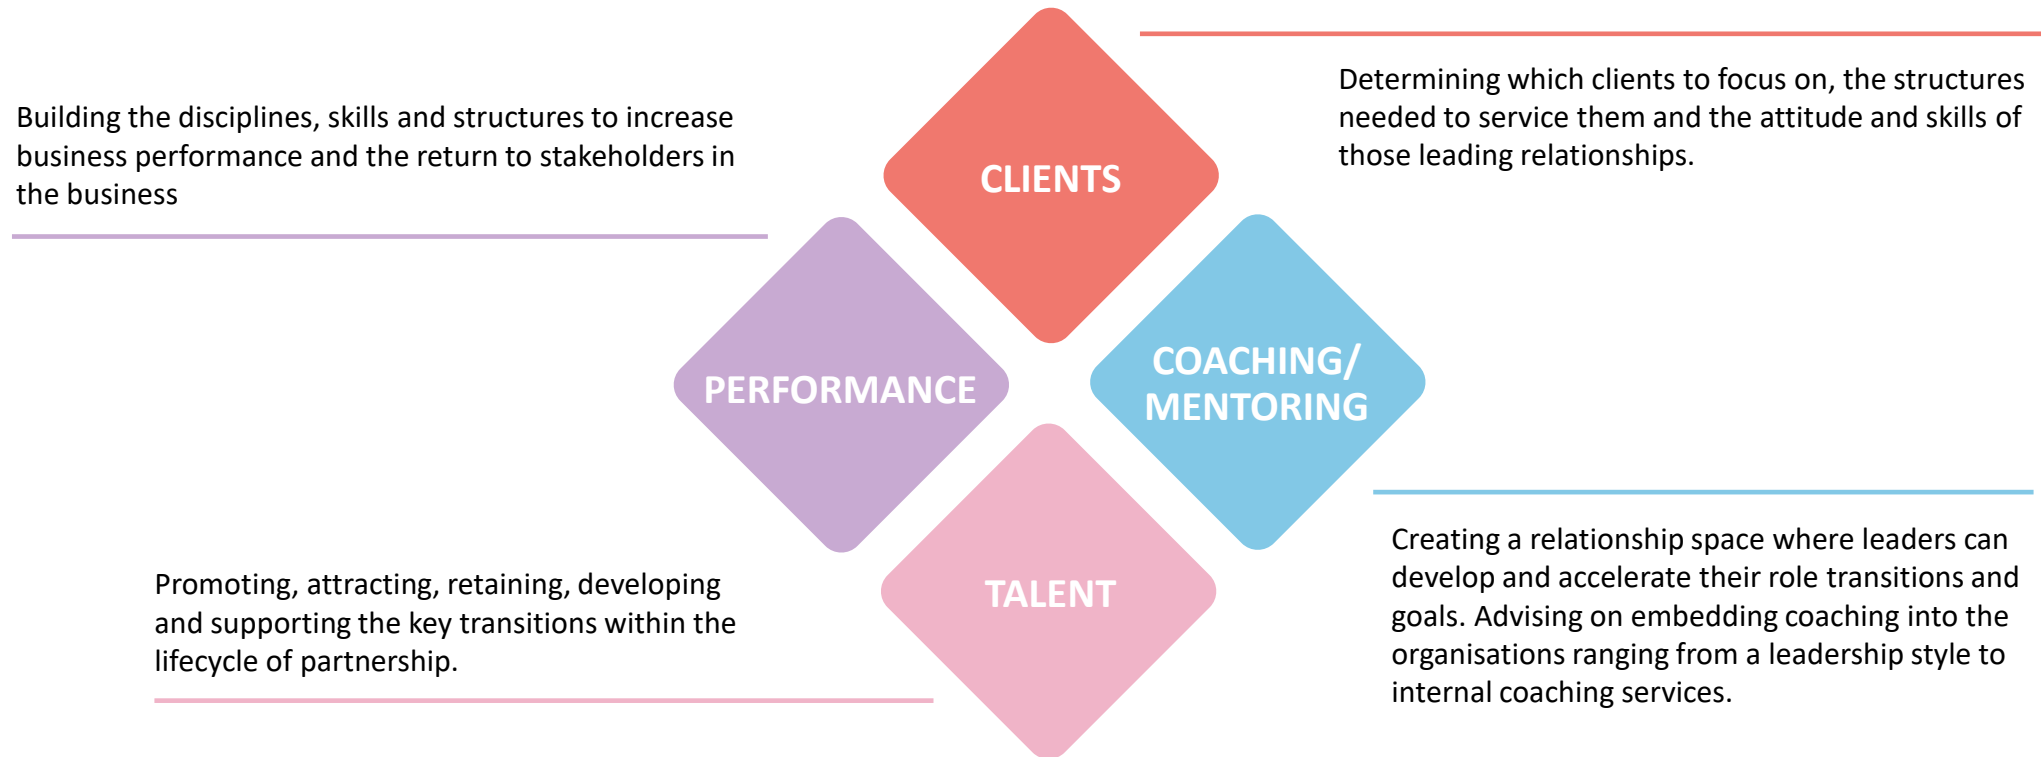 Building the disciplines, skills and structures to increase
business performance and the return to stakeholders in
the business
CLIENTS
Determining which clients to focus on, the structures
needed to service them and the attitude and skills of
those leading relationships.
PERFORMANCE
COACHING/
MENTORING
Promoting, attracting, retaining, developing
and supporting the key transitions within the
lifecycle of partnership.
TALENT
Creating a relationship space where leaders can
develop and accelerate their role transitions and
goals. Advising on embedding coaching into the
organisations ranging from a leadership style to
internal coaching services.